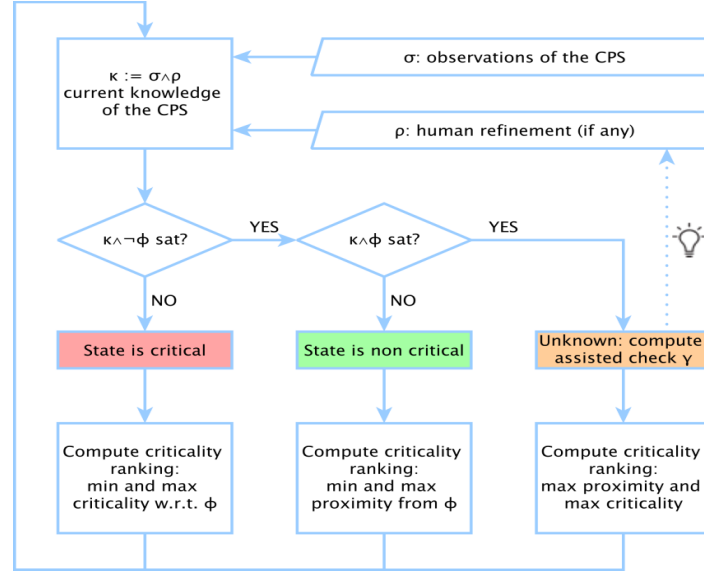 κ := σ∧ρ
current knowledge
of the CPS
σ: observations of the CPS
ρ: human refinement (if any)
κ∧¬ϕ sat?
YES
κ∧ϕ sat?
YES
NO
NO
State is critical
State is non critical
Unknown: compute
assisted check γ
Compute criticality
ranking:
min and max
criticality w.r.t. ϕ
Compute criticality
ranking:
min and max
proximity from ϕ
Compute criticality
ranking:
max proximity and
max criticality